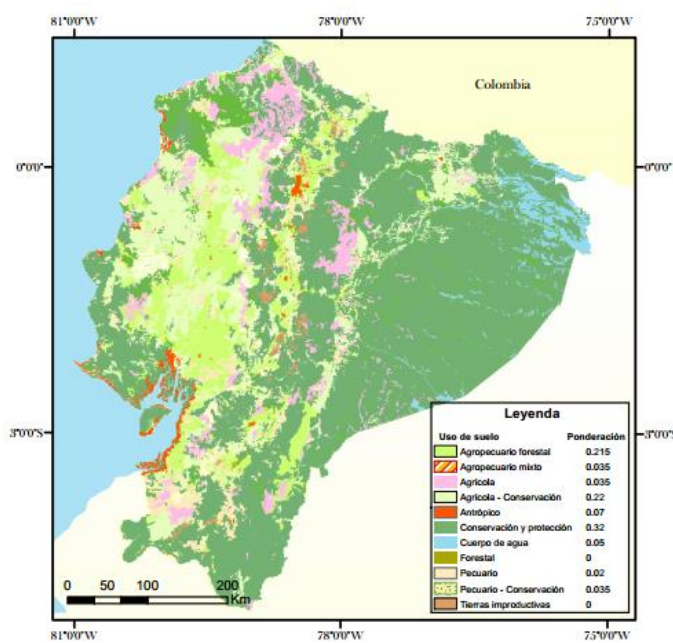 81°0'0"W 78°0'0"W 75°0'0"W
Colombia
0°0'0" 0°0'0"
3°0'0"S 3°0'0"S
Leyenda
Uso de suelo Ponderación
Agropecuario forestal 0.215
Agropecuario mixto 0.035
Agrícola 0.035
Agrícola - Conservación 0.22
Antrópico 0.07
Conservación y protección 0.32
Cuerpo de agua 0.05
Forestal 0
Pecuario 0.02
Pecuario - Conservación 0.035
Tierras improductivas 0
0 50 100 200
Km
81°0'0"W 78°0'0"W 75°0'0"W